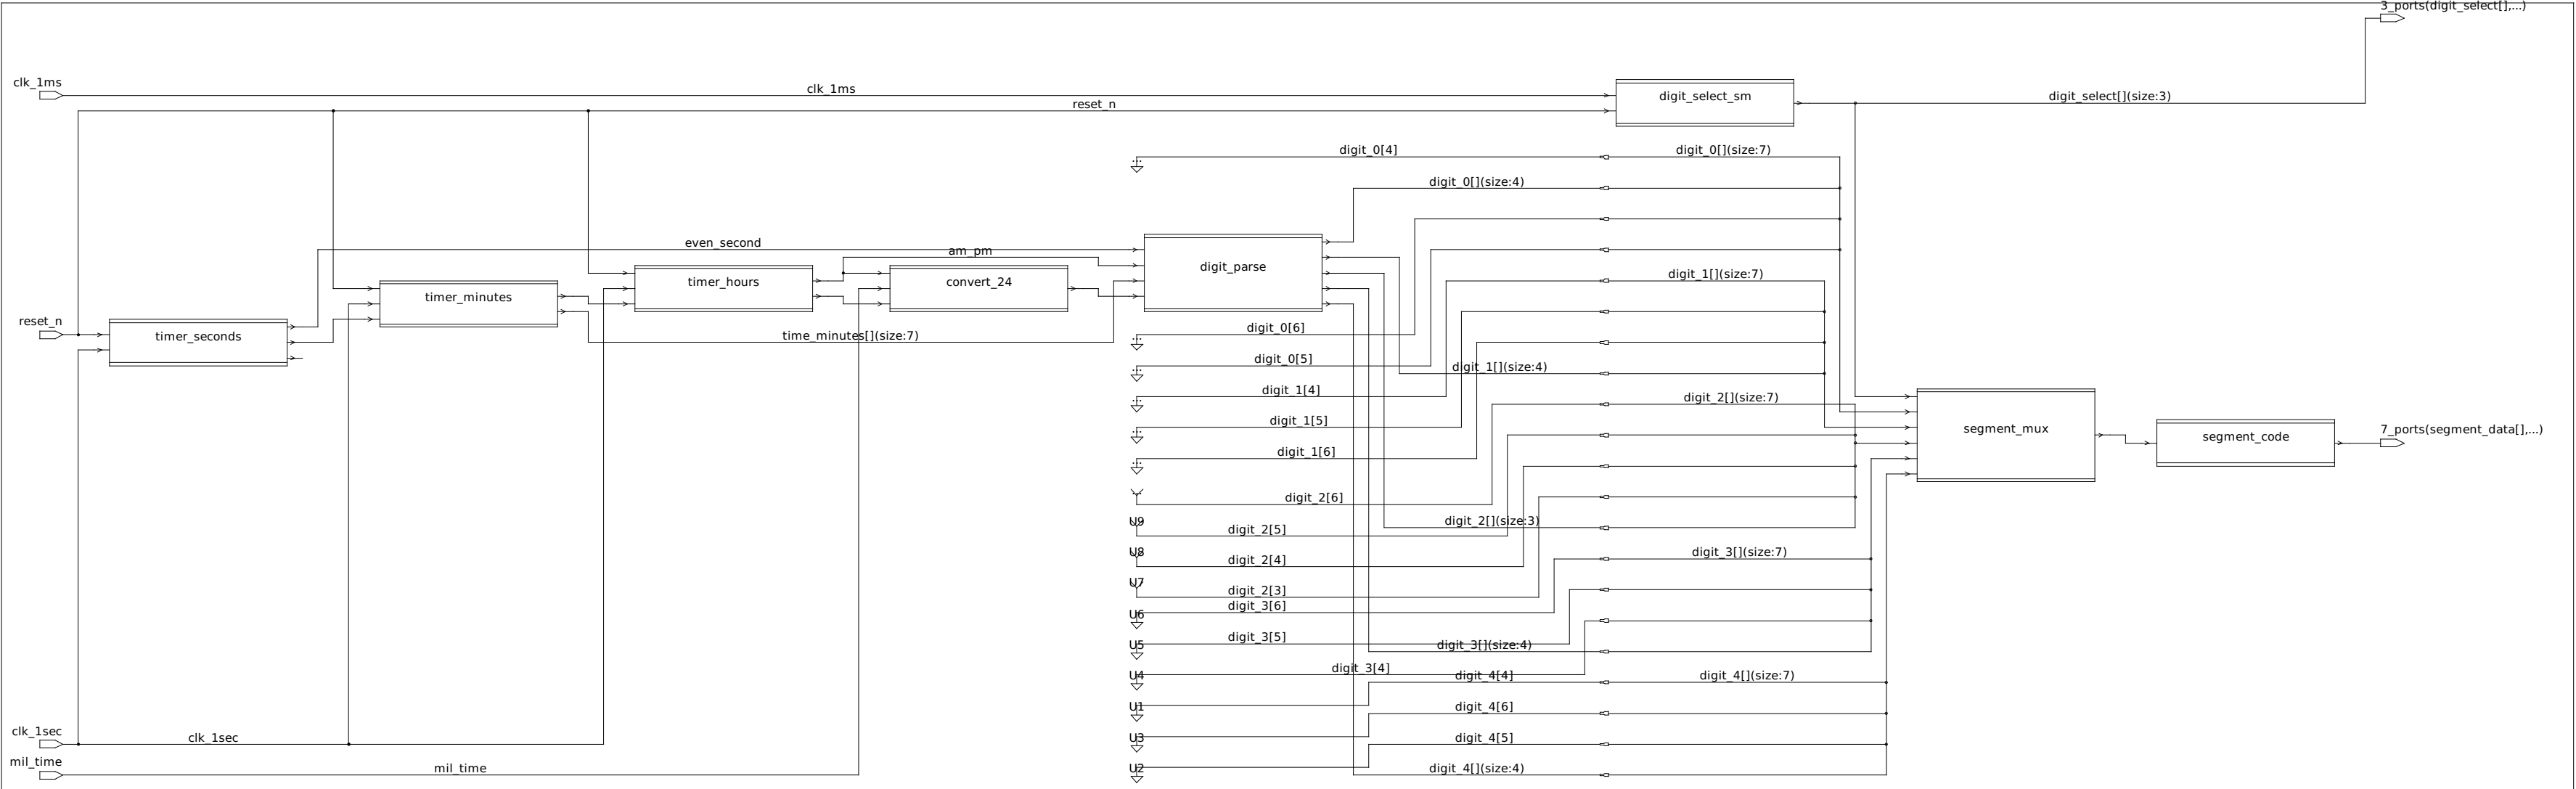 3_ports(digit_select[],...)
clk_1ms
clk_1ms
digit_select_sm
digit_select[](size:3)
reset_n
digit_0[4]
digit_0[](size:7)
digit_0[](size:4)
even_second
am_pm
digit_parse
timer_hours
convert_24
digit_1[](size:7)
timer_minutes
reset_n
timer_seconds
time_minutes[](size:7)
digit_0[6]
digit_0[5]
digit_1[](size:4)
digit_1[4]
digit_2[](size:7)
digit_1[5]
segment_mux
segment_code
7_ports(segment_data[],...)
digit_1[6]
digit_2[6]
U9
digit_2[5]
digit_2[](size:3)
U8
digit_2[4]
digit_3[](size:7)
U7
digit_2[3]
digit_3[6]
U6
digit_3[5]
U5
digit_3[](size:4)
digit_3[4]
U4
digit_4[4]
digit_4[](size:7)
U1
digit_4[6]
clk_1sec
clk_1sec
U3
digit_4[5]
mil_time
mil_time
U2
digit_4[](size:4)